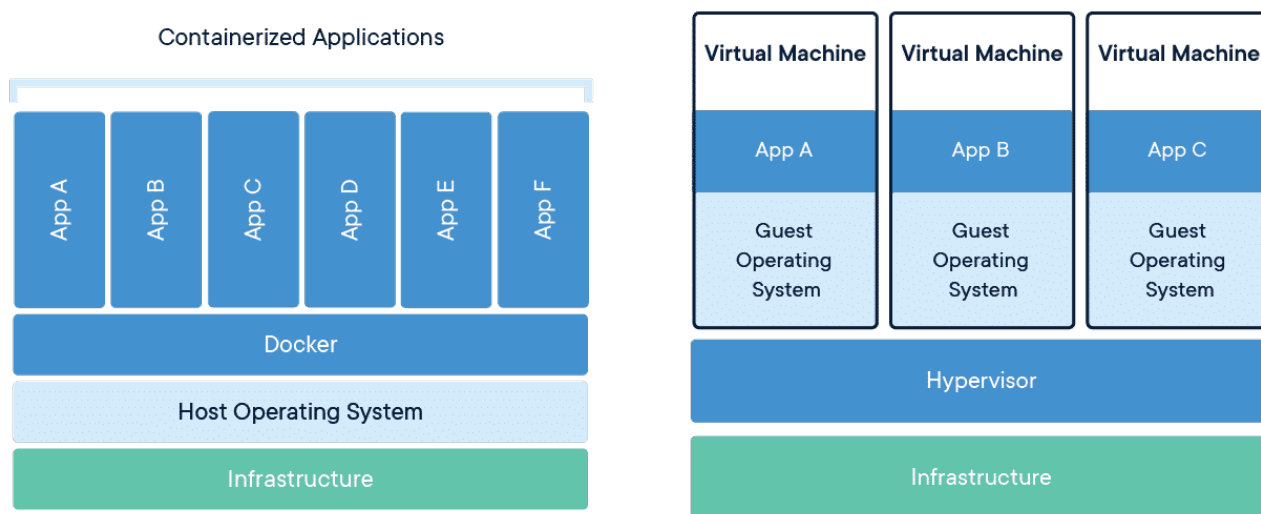 Containerized Applications
App A
App B
App C
App D
App E
App F
Docker
Host Operating System
Infrastructure
Virtual Machine
App A
Guest
Operating
System
Virtual Machine
App B
Guest
Operating
System
Virtual Machine
App C
Guest
Operating
System
Hypervisor
Infrastructure